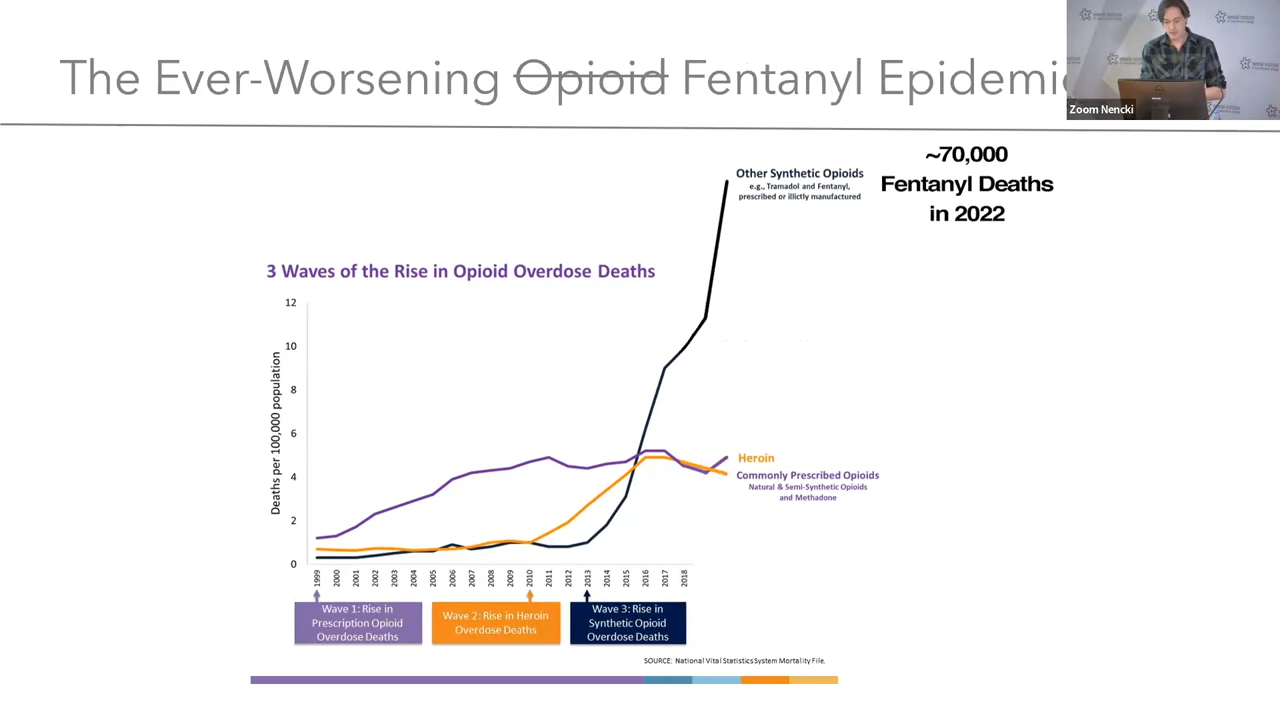 The Ever-Worsening Opioid Fentanyl Epidemic
Zoom Nencki
~70,000
Fentanyl Deaths
in 2022
Other Synthetic Opioids
e.g., Tramadol and Fentanyl,
prescribed or illictly manufactured
3 Waves of the Rise in Opioid Overdose Deaths
Deaths per 100,000 population
12
10
8
6
4
2
0
Heroin
Commonly Prescribed Opioids
Natural & Semi-Synthetic Opioids
and Methadone
1999 2000 2001 2002 2003 2004 2005 2006 2007 2008 2009 2010 2011 2012 2013 2014 2015 2016 2017 2018
Wave 1: Rise in
Prescription Opioid
Overdose Deaths
Wave 2: Rise in Heroin
Overdose Deaths
Wave 3: Rise in
Synthetic Opioid
Overdose Deaths
SOURCE: National Vital Statistics System Mortality File.